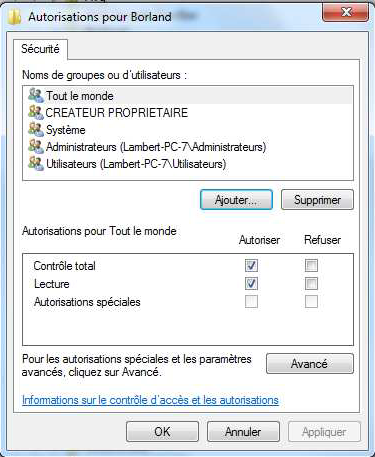 Autorisations pour Borland
Sécurité
Noms de groupes ou d'utilisateurs :
Tout le monde
CREATEUR PROPRIETAIRE
Système
Administrateurs (Lambert-PC-7\Administrateurs)
Utilisateurs (Lambert-PC-7\Utilisateurs)
Ajouter... Supprimer
Autorisations pour Tout le monde Autoriser Refuser
Contrôle total
Lecture
Autorisations spéciales
Pour les autorisations spéciales et les paramètres
avancés, cliquez sur Avancé.
Avancé
Informations sur le contrôle d'accès et les autorisations
OK Annuler Appliquer